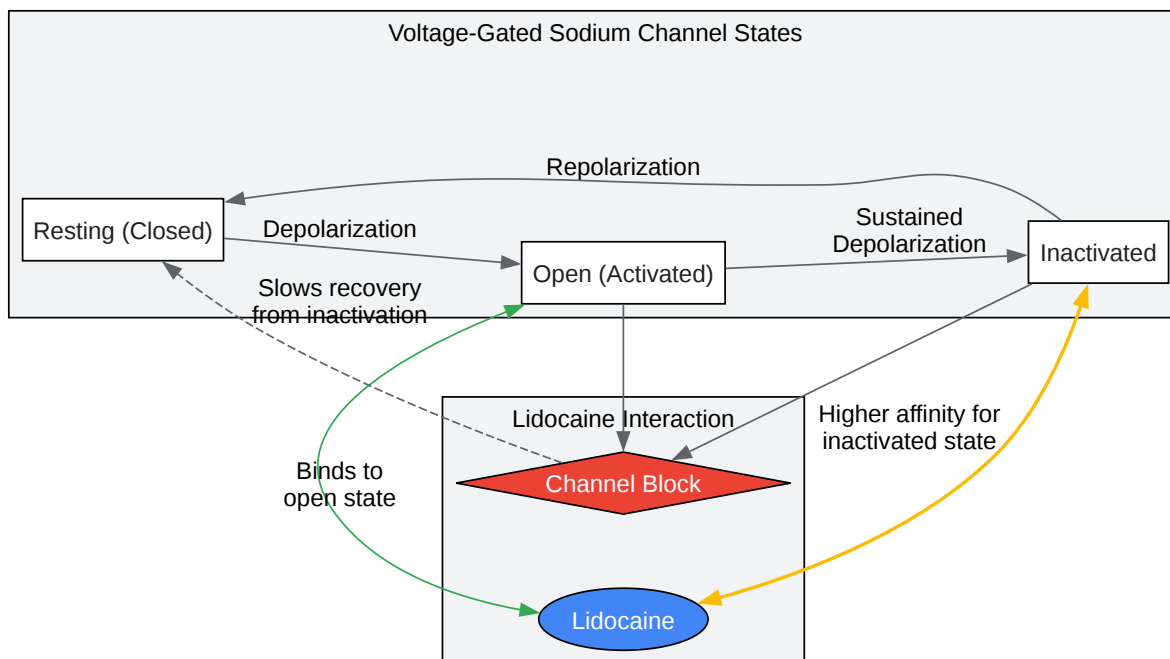 Voltage-Gated Sodium Channel States
Repolarization
Resting (Closed)
Depolarization
Sustained
Depolarization
Inactivated
Open (Activated)
Slows recovery
from inactivation
Lidocaine Interaction
Higher affinity for
inactivated state
Binds to
open state
Channel Block
Lidocaine